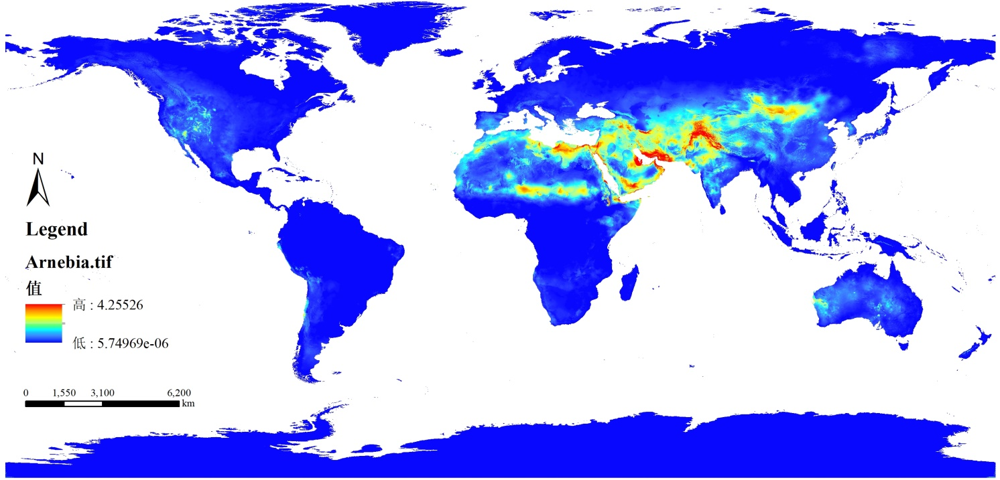 N
Legend
Arnebia.tif
值
高 : 4.25526
低 : 5.74969e-06
0 1,550 3,100 6,200
km